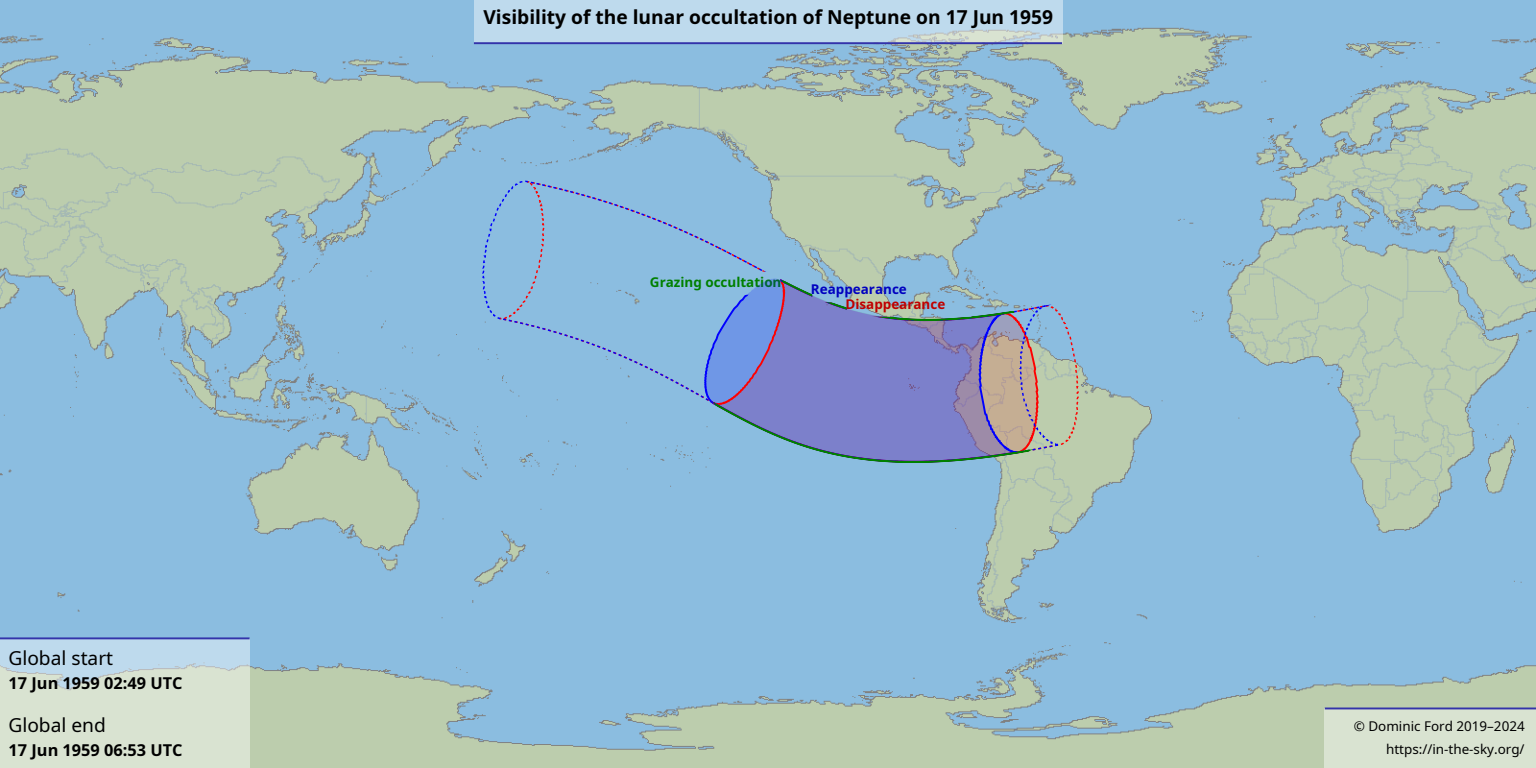 Visibility of the lunar occultation of Neptune on 17 Jun 1959
Grazing occultation
Reappearance
Disappearance
Global start
17 Jun 1959 02:49 UTC
Global end
17 Jun 1959 06:53 UTC
© Dominic Ford 2019–2024
https://in-the-sky.org/